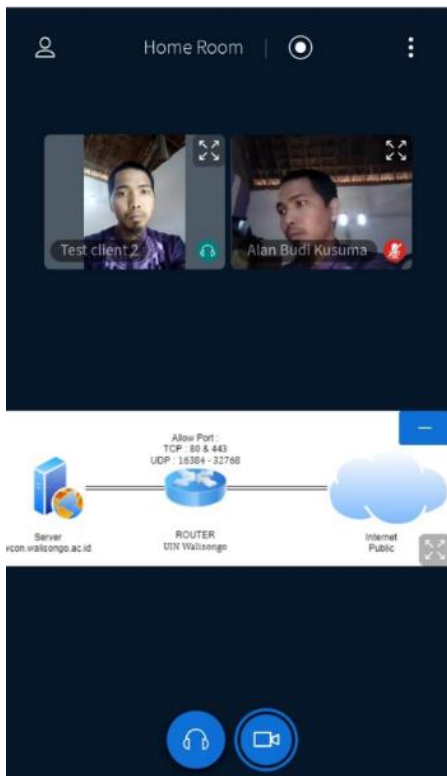 Home Room
Test client 2
Alan Budi Kusuma
Allow Port :
TCP : 80 & 443
UDP : 16384 - 32768
Server
vcon.walisongo.ac.id
ROUTER
UIN Walisongo
Internet
Public